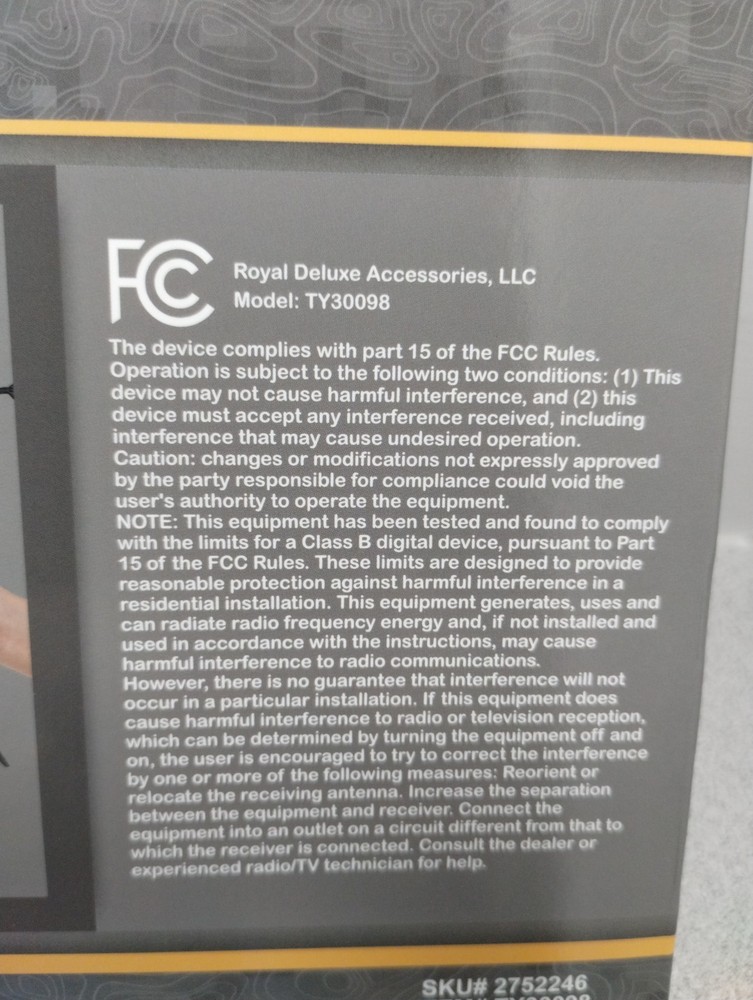 FCC
Royal Deluxe Accessories, LLC
Model: TY30098
The device complies with part 15 of the FCC Rules.
Operation is subject to the following two conditions: (1) This
device may not cause harmful interference, and (2) this
device must accept any interference received, including
interference that may cause undesired operation.
Caution: changes or modifications not expressly approved
by the party responsible for compliance could void the
user's authority to operate the equipment.
NOTE: This equipment has been tested and found to comply
with the limits for a Class B digital device, pursuant to Part
15 of the FCC Rules. These limits are designed to provide
reasonable protection against harmful interference in a
residential installation. This equipment generates, uses and
can radiate radio frequency energy and, if not installed and
used in accordance with the instructions, may cause
harmful interference to radio communications.
However, there is no guarantee that interference will not
occur in a particular installation. If this equipment does
cause harmful interference to radio or television reception,
which can be determined by turning the equipment off and
on, the user is encouraged to try to correct the interference
by one or more of the following measures: Reorient or
relocate the receiving antenna. Increase the separation
between the equipment and receiver. Connect the
equipment into an outlet on a circuit different from that to
which the receiver is connected. Consult the dealer or
experienced radio/TV technician for help.
SKU# 2752246